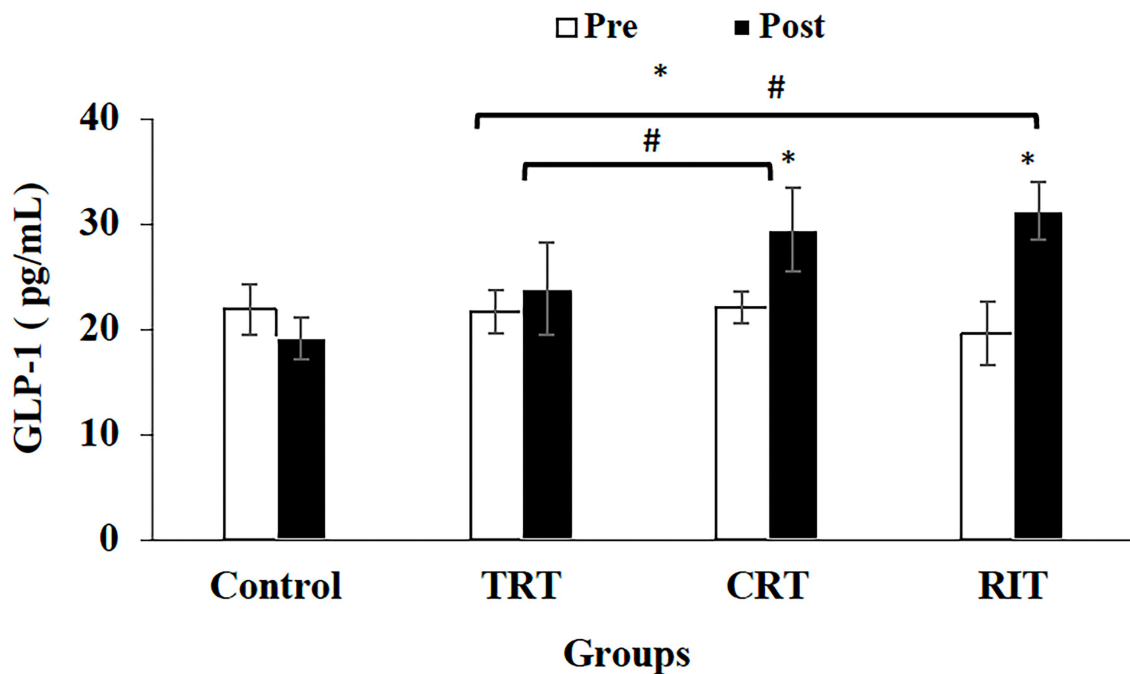 Pre Post
*
#
40
#
*
*
30
20
10
0
GLP-1 ( pg/mL)
Control TRT CRT RIT
Groups